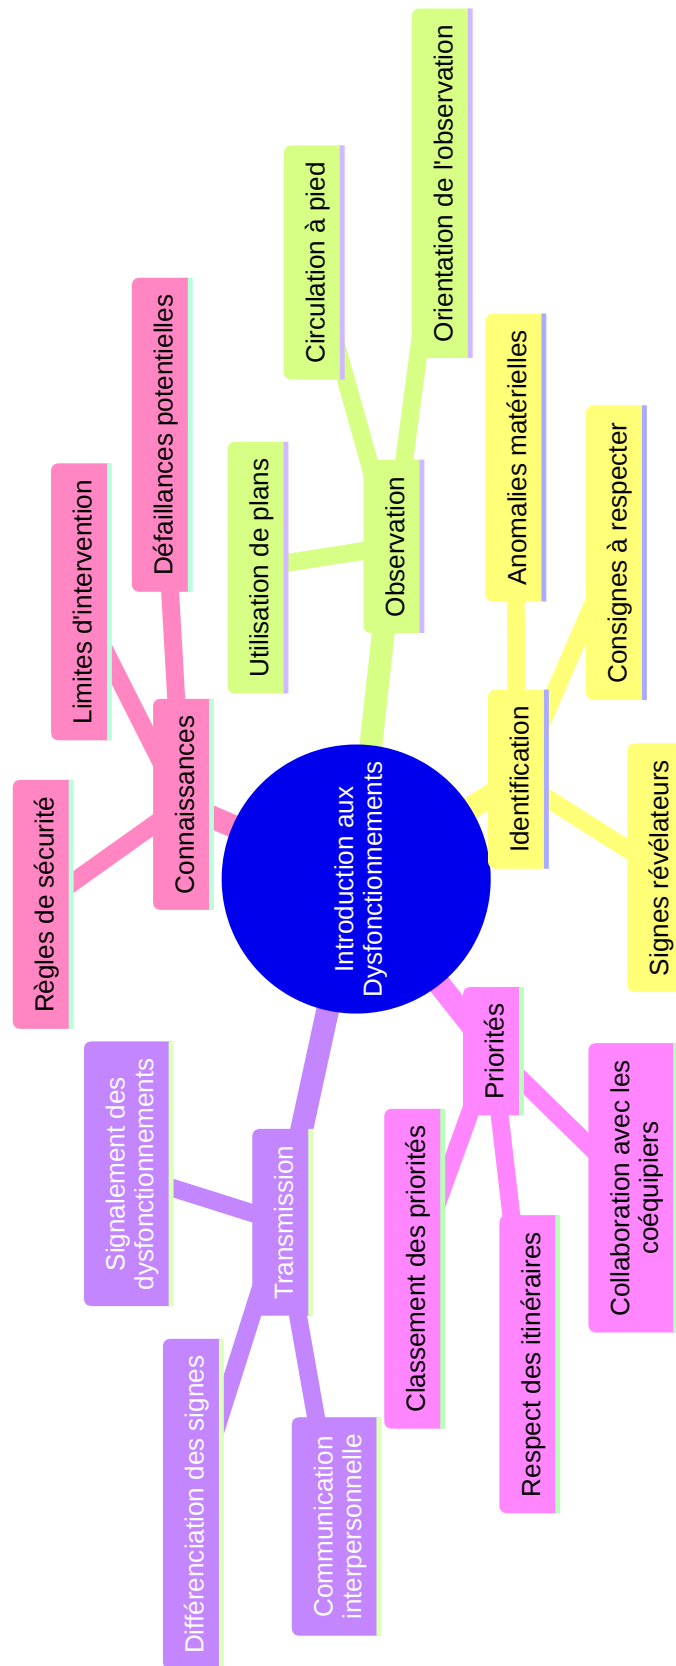 Introduction aux
Dysfonctionnements
Identification
Anomalies matérielles
Consignes à respecter
Signes révélateurs
Observation
Utilisation de plans
Circulation à pied
Orientation de l'observation
Connaissances
Règles de sécurité
Limites d'intervention
Défaillances potentielles
Transmission
Signalement des
dysfonctionnements
Différenciation des signes
Communication
interpersonnelle
Priorités
Classement des priorités
Respect des itinéraires
Collaboration avec les
coéquipiers